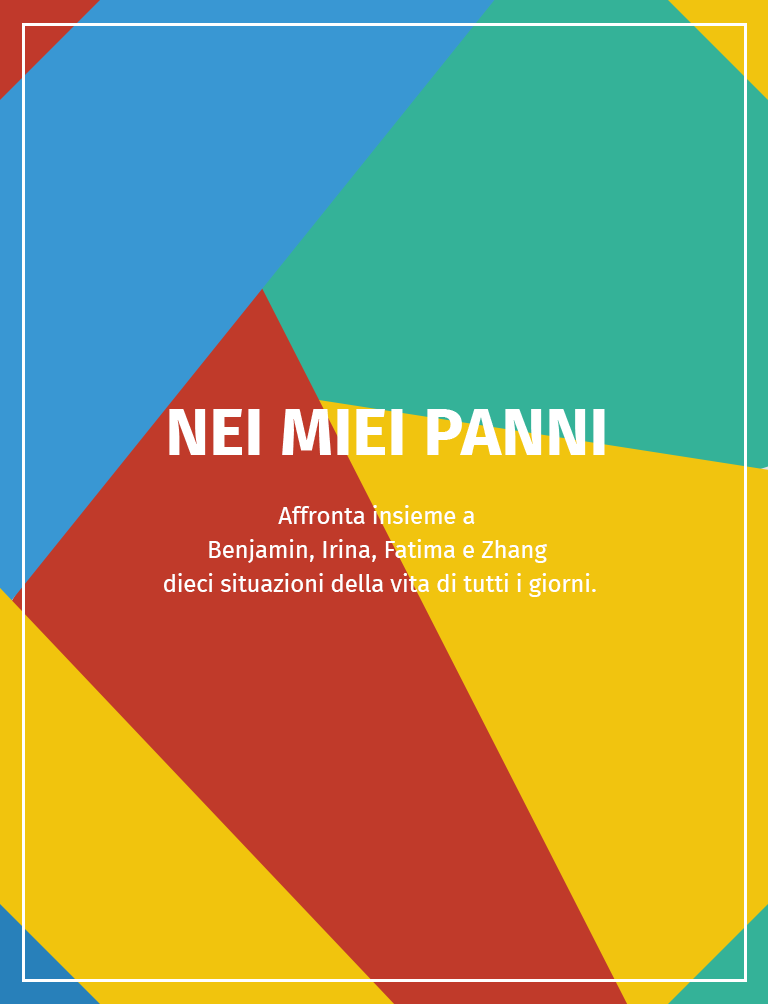 NEI MIEI PANNI
Affronta insieme a
Benjamin, Irina, Fatima e Zhang
dieci situazioni della vita di tutti i giorni.